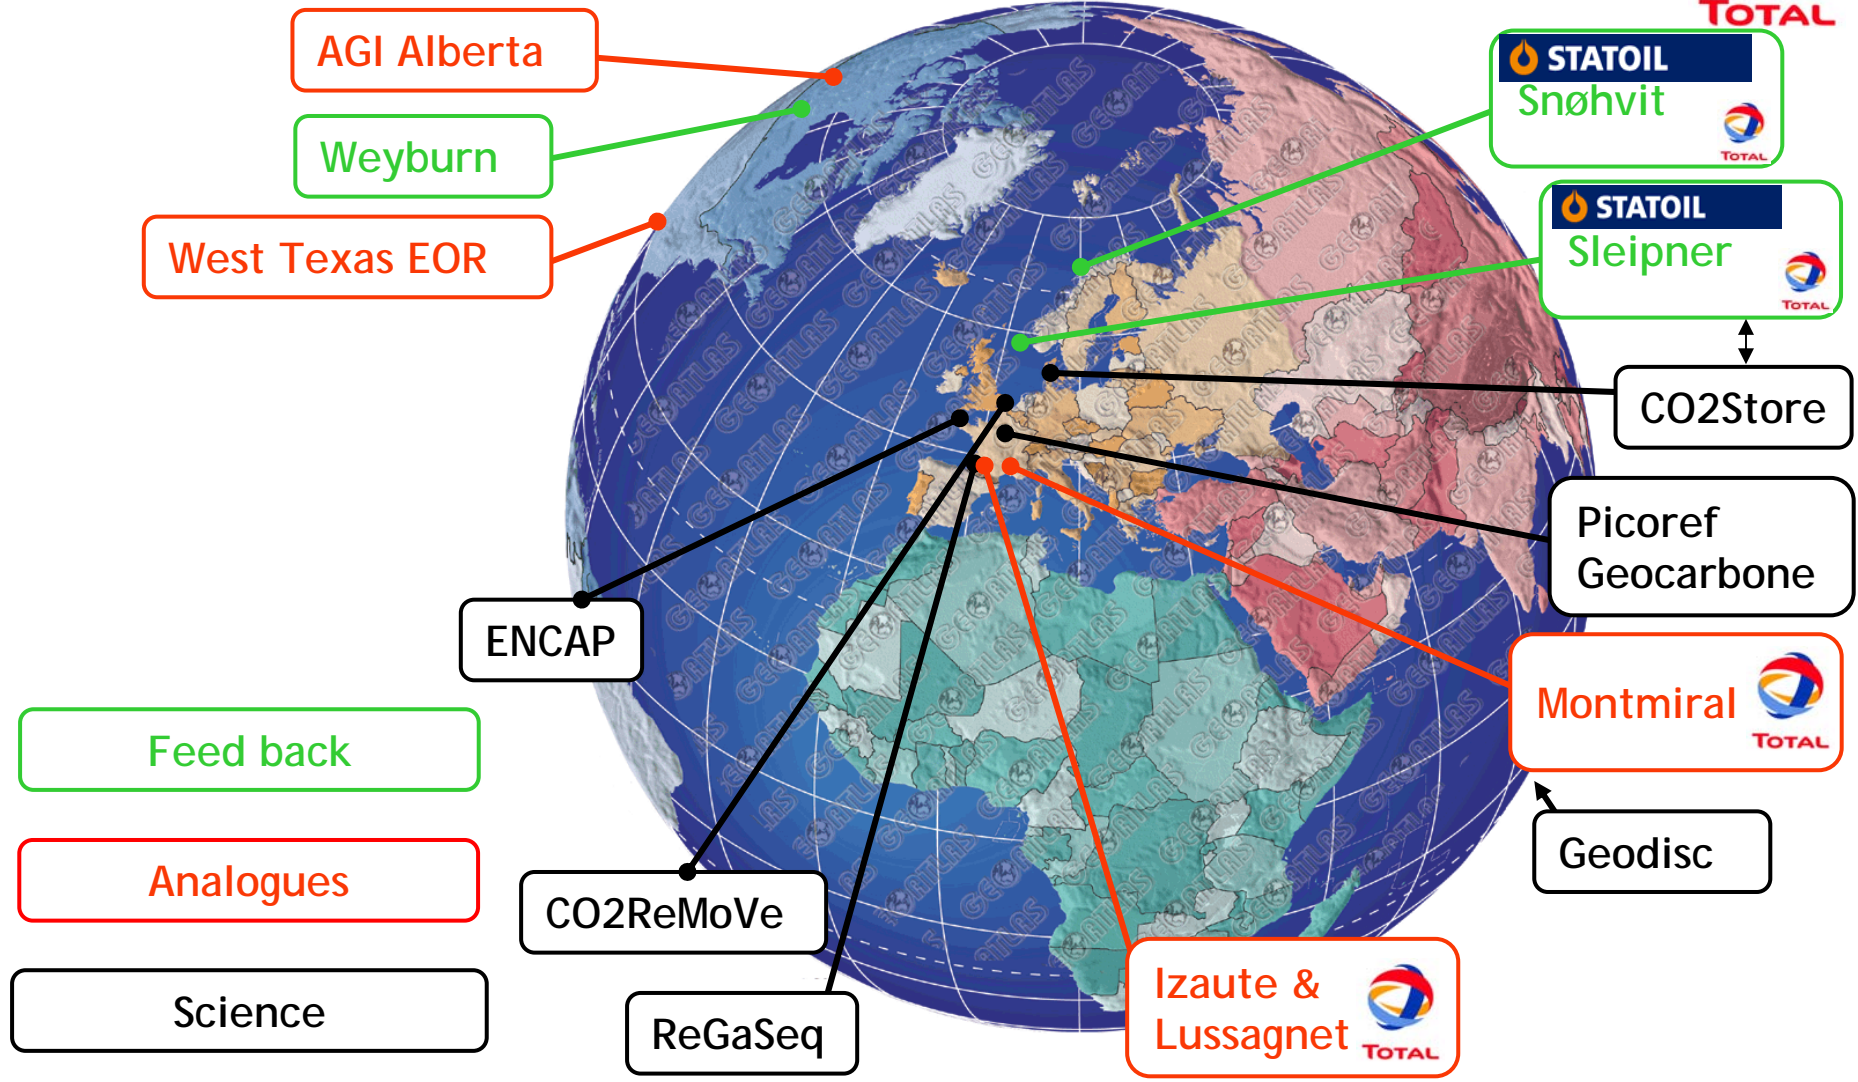 TOTAL
AGI Alberta
STATOIL
Snøhvit
TOTAL
Weyburn
STATOIL
Sleipner
TOTAL
West Texas EOR
CO2Store
Picoref
Geocarbone
ENCAP
Montmiral
TOTAL
Feed back
Geodisc
Analogues
CO2ReMoVe
Izaute &
Lussagnet
TOTAL
Science
ReGaSeq
GEOATLAS